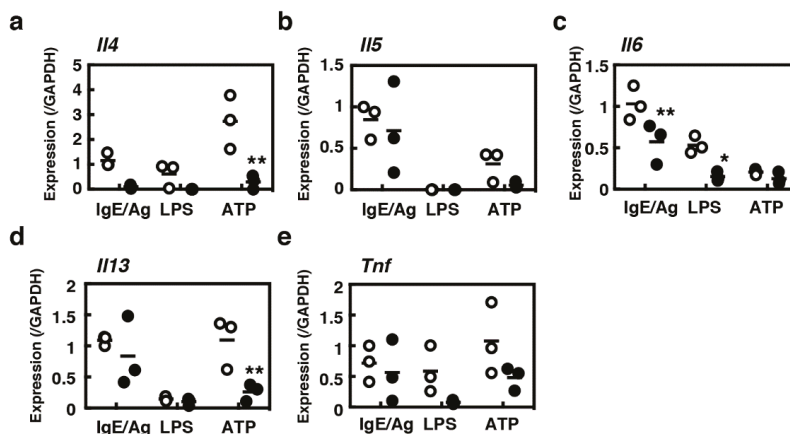 a
Il4
Expression (/GAPDH)
5
4
3
2
1
0
**
IgE/Ag LPS ATP
b
Il5
Expression (/GAPDH)
1.5
1
0.5
0
IgE/Ag LPS ATP
c
Il6
Expression (/GAPDH)
1.5
1
0.5
0
**
*
IgE/Ag LPS ATP
d
Il13
Expression (/GAPDH)
2
1.5
1
0.5
0
**
IgE/Ag LPS ATP
e
Tnf
Expression (/GAPDH)
2
1.5
1
0.5
0
IgE/Ag LPS ATP